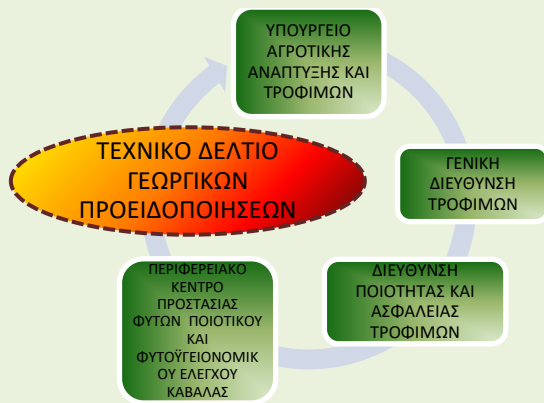 ΥΠΟΥΡΓΕΙΟ
ΑΓΡΟΤΙΚΗΣ
ΑΝΑΠΤΥΞΗΣ ΚΑΙ
ΤΡΟΦΙΜΩΝ
ΤΕΧΝΙΚΟ ΔΕΛΤΙΟ
ΓΕΩΡΓΙΚΩΝ
ΠΡΟΕΙΔΟΠΟΙΗΣΕΩΝ
ΓΕΝΙΚΗ
ΔΙΕΥΘΥΝΣΗ
ΤΡΟΦΙΜΩΝ
ΔΙΕΥΘΥΝΣΗ
ΠΟΙΟΤΗΤΑΣ ΚΑΙ
ΑΣΦΑΛΕΙΑΣ
ΤΡΟΦΙΜΩΝ
ΠΕΡΙΦΕΡΕΙΑΚΟ
ΚΕΝΤΡΟ
ΠΡΟΣΤΑΣΙΑΣ
ΦΥΤΩΝ ΠΟΙΟΤΙΚΟΥ
ΚΑΙ
ΦΥΤΟΫΓΕΙΟΝΟΜΙΚ
ΟΥ ΕΛΕΓΧΟΥ
ΚΑΒΑΛΑΣ